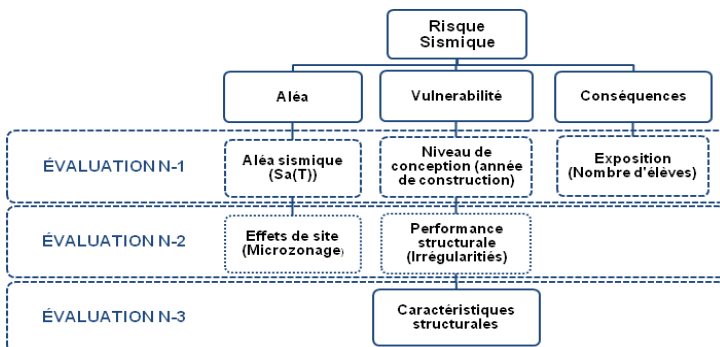 Risque
Sismique
Aléa
Vulnerabilité
Conséquences
ÉVALUATION N-1
Aléa sismique
(Sa(T))
Niveau de
conception (année
de construction)
Exposition
(Nombre d'élèves)
ÉVALUATION N-2
Effets de site
(Microzonage)
Performance
structurale
(Irrégularitiés)
ÉVALUATION N-3
Caractéristiques
structurales